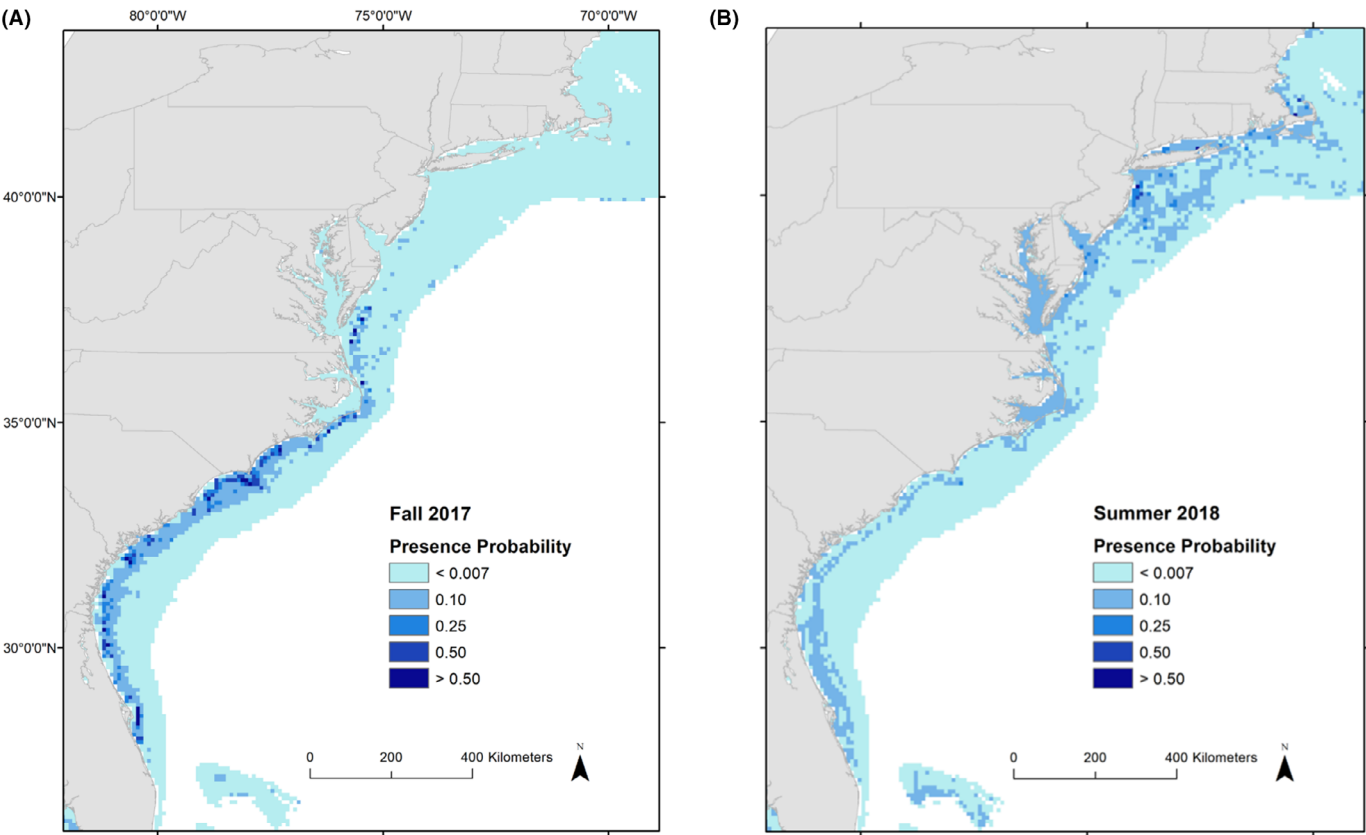 (A)
80°0'0"W 75°0'0"W 70°0'0"W
40°0'0"N
35°0'0"N
30°0'0"N
Fall 2017
Presence Probability
< 0.007
0.10
0.25
0.50
> 0.50
0 200 400 Kilometers
N
(B)
Summer 2018
Presence Probability
< 0.007
0.10
0.25
0.50
> 0.50
0 200 400 Kilometers
N